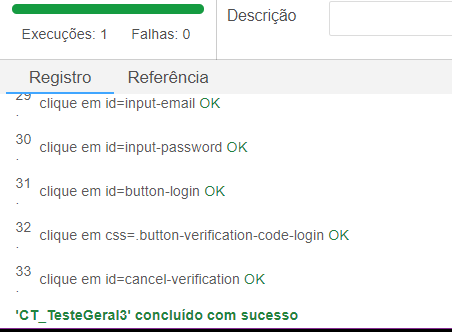 Execuções: 1 Falhas: 0 Descrição
Registro Referência
29. clique em id=input-email OK
30. clique em id=input-password OK
31. clique em id=button-login OK
32. clique em css=.button-verification-code-login OK
33. clique em id=cancel-verification OK
'CT_TesteGeral3' concluído com sucesso